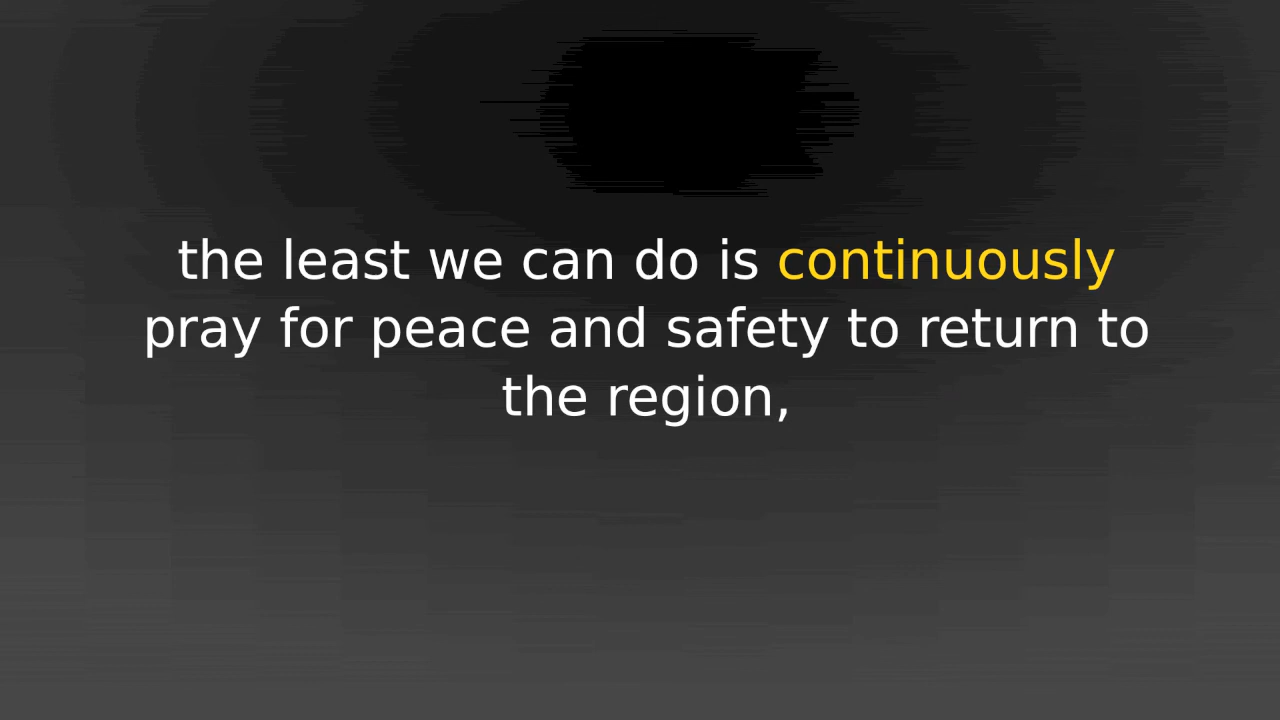 the least we can do is continuously
pray for peace and safety to return to
the region,